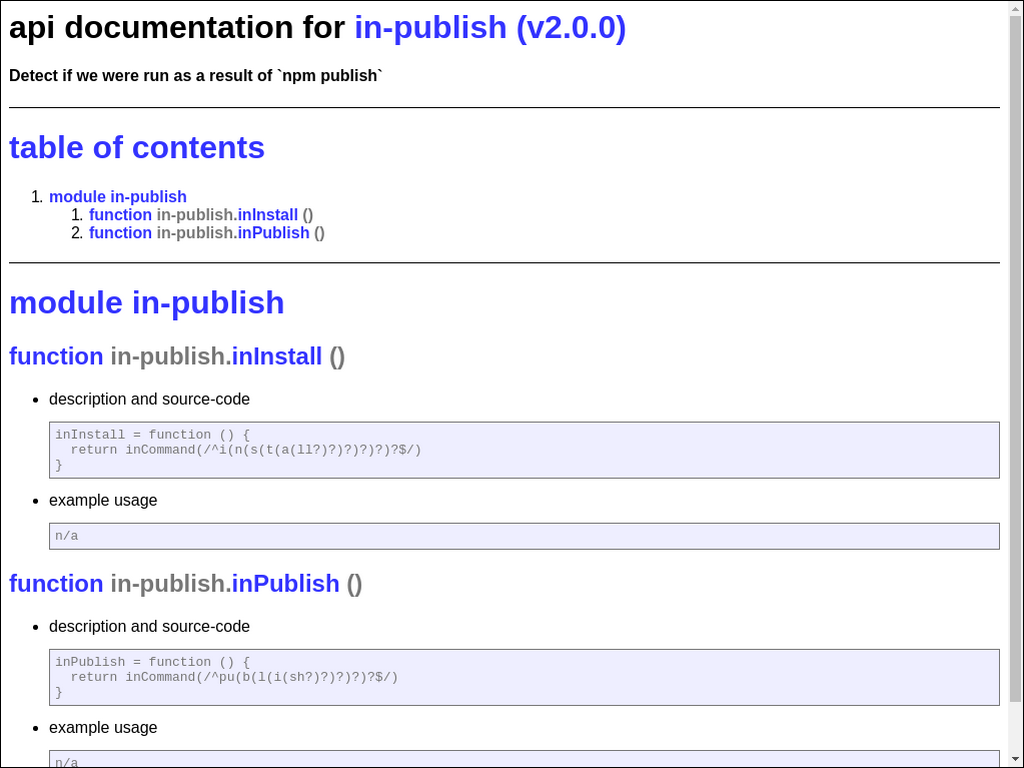 api documentation for in-publish (v2.0.0)
Detect if we were run as a result of `npm publish`
table of contents
1. module in-publish
1. function in-publish.inInstall ()
2. function in-publish.inPublish ()
module in-publish
function in-publish.inInstall ()
• description and source-code
inInstall = function () {
  return inCommand(/^i(n(s(t(a(ll?)?)?)?)?)?$/)
}
• example usage
n/a
function in-publish.inPublish ()
• description and source-code
inPublish = function () {
  return inCommand(/^pu(b(l(i(sh?)?)?)?)?$/)
}
• example usage
n/a